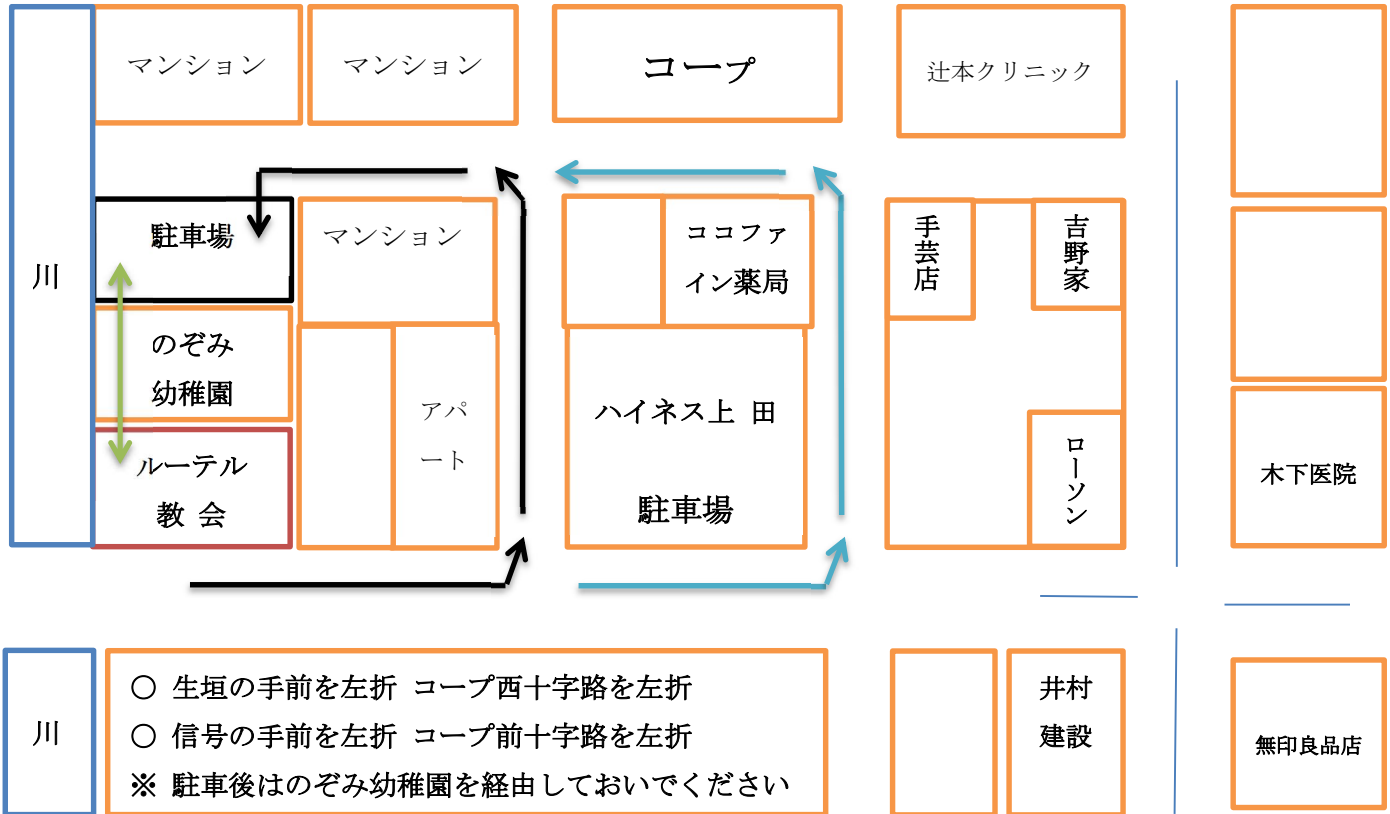 マンション
マンション
コープ
辻本クリニック
川
駐車場
マンション
ココファ
イン薬局
手芸店
吉野家
のぞみ
幼稚園
アパ
ート
ハイネス上 田
駐車場
ローソン
木下医院
ルーテル
教 会
川
○ 生垣の手前を左折 コープ西十字路を左折
○ 信号の手前を左折 コープ前十字路を左折
※ 駐車後はのぞみ幼稚園を経由しておいでください
井村
建設
無印良品店